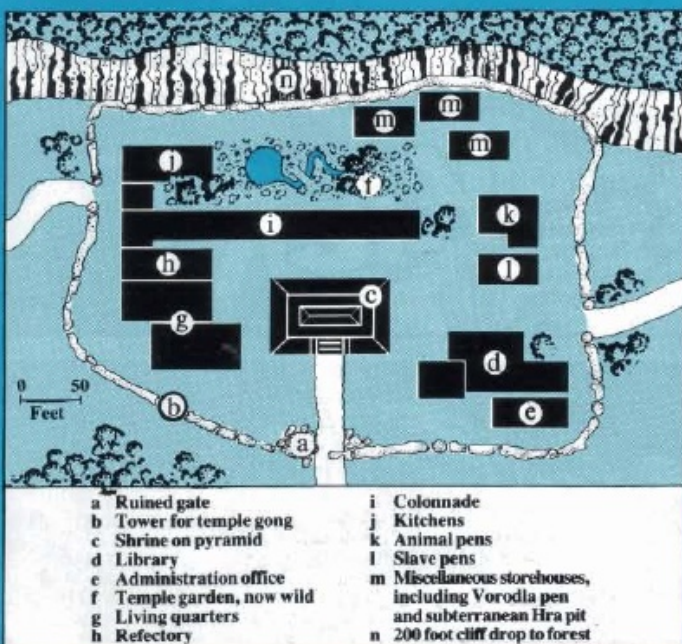 n
m
m
m
j
f
i
k
h
l
c
g
d
0 50
Feet
b
e
a
a Ruined gate
b Tower for temple gong
c Shrine on pyramid
d Library
e Administration office
f Temple garden, now wild
g Living quarters
h Refectory
i Colonnade
j Kitchens
k Animal pens
l Slave pens
m Miscellaneous storehouses,
including Vorodla pen
and subterranean Hra pit
n 200 foot cliff drop to forest